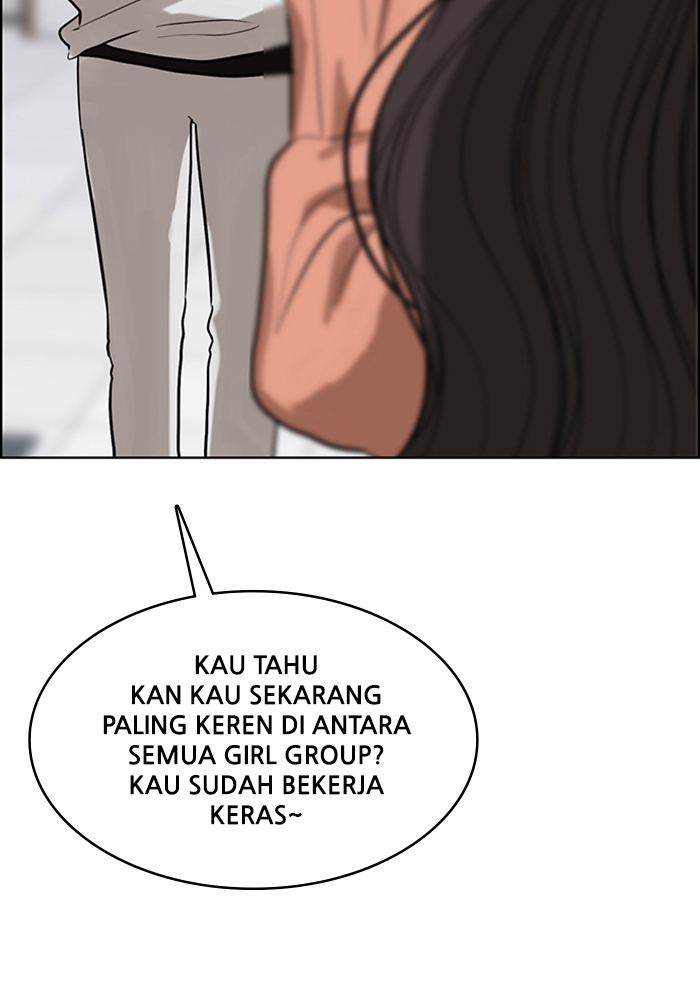 KAU TAHU
KAN KAU SEKARANG
PALING KEREN DI ANTARA
SEMUA GIRL GROUP?
KAU SUDAH BEKERJA
KERAS~